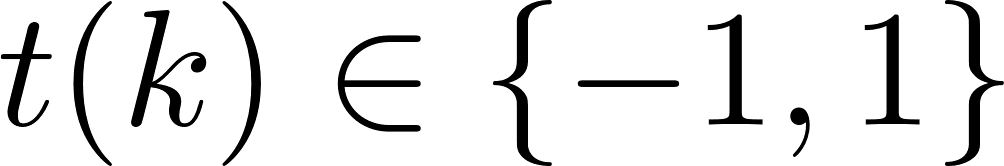 t(k) ∈ {−1, 1}